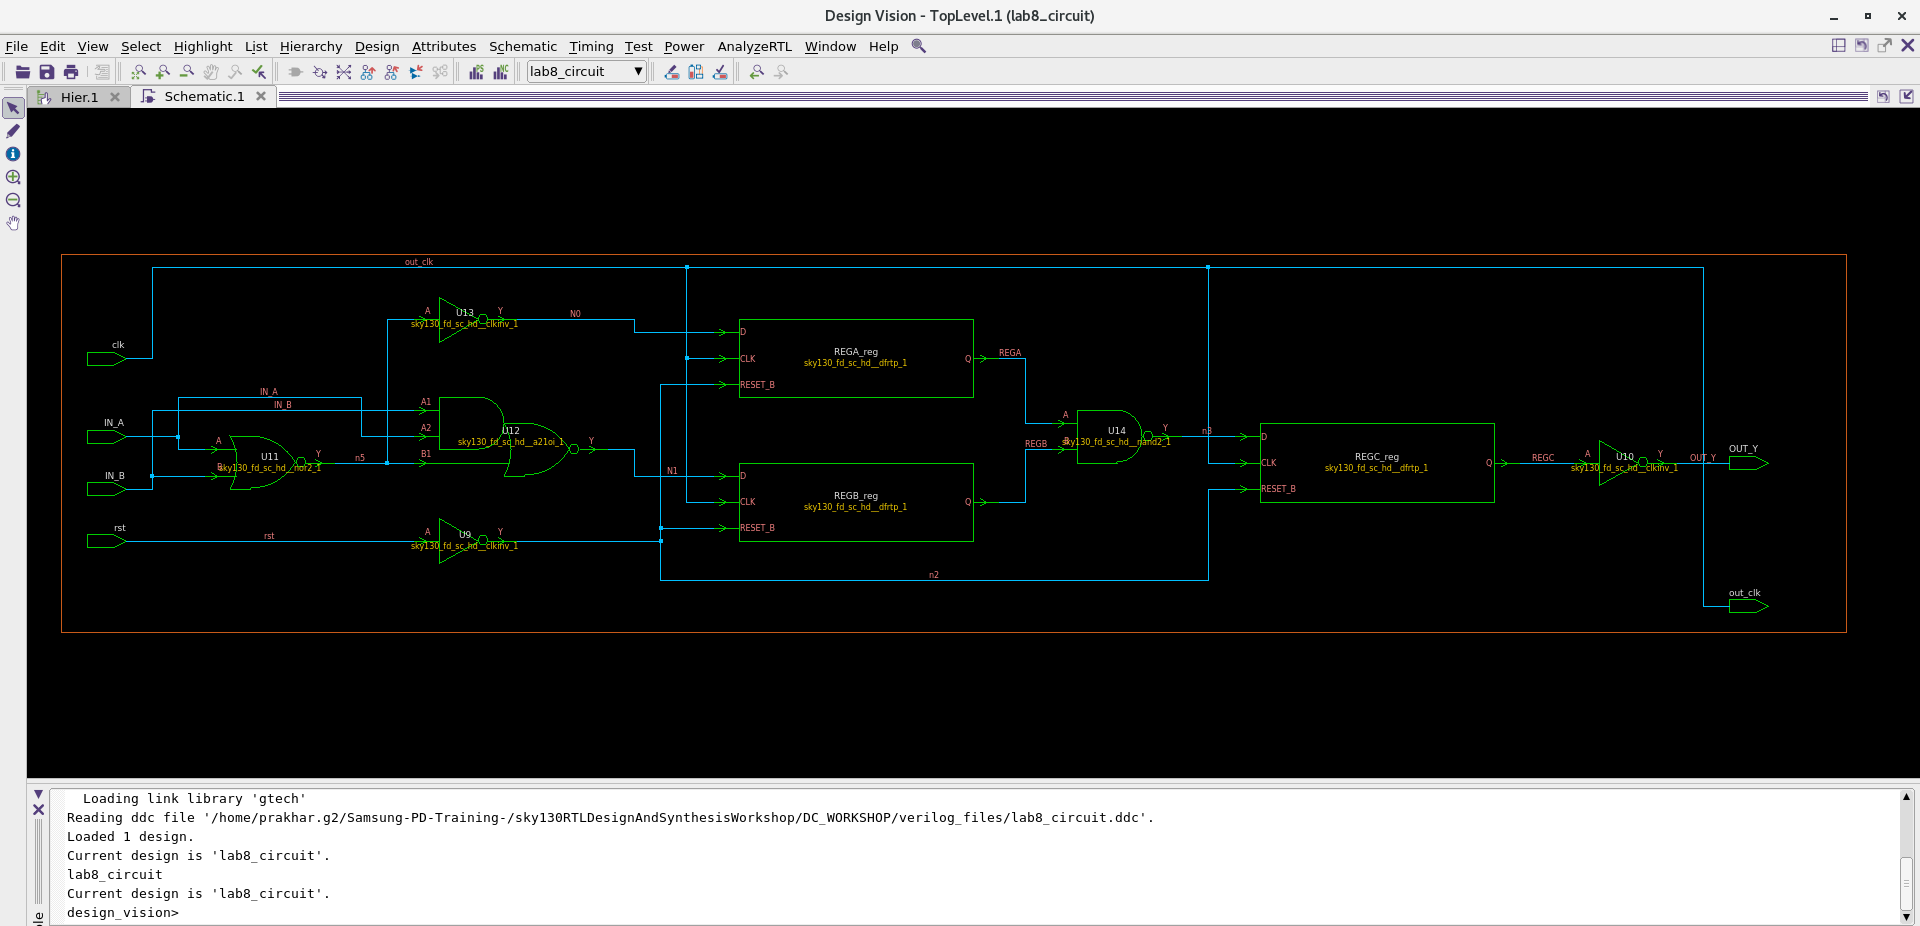 Design Vision - TopLevel.1 (lab8_circuit)
File Edit View Select Highlight List Hierarchy Design Attributes Schematic Timing Test Power AnalyzeRTL Window Help
lab8_circuit
Hier.1 Schematic.1
out_clk
U13
A Y N0
sky130_fd_sc_hd__clkinv_1
D
clk
REGA_reg
REGA
CLK Q
sky130_fd_sc_hd__dfrtp_1
RESET_B
IN_A
IN_B A1
IN_A
A2 U12
A Y
sky130_fd_sc_hd__a21oi_1
A
U14
Y n3
REGB
sky130_fd_sc_hd__nand2_1
D
U11
A Y n5 B1
B
sky130_fd_sc_hd__nor2_1
REGC_reg
CLK Q REGC
sky130_fd_sc_hd__dfrtp_1
RESET_B
A U10 Y OUT_Y
sky130_fd_sc_hd__clkinv_1
OUT_Y
IN_B
N1 D
REGB_reg
CLK Q
sky130_fd_sc_hd__dfrtp_1
RESET_B
rst
rst A U9 Y
sky130_fd_sc_hd__clkinv_1
n2
out_clk
Loading link library 'gtech'
Reading ddc file '/home/prakhar.g2/Samsung-PD-Training-/sky130RTLDesignAndSynthesisWorkshop/DC_WORKSHOP/verilog_files/lab8_circuit.ddc'.
Loaded 1 design.
Current design is 'lab8_circuit'.
lab8_circuit
Current design is 'lab8_circuit'.
design_vision>